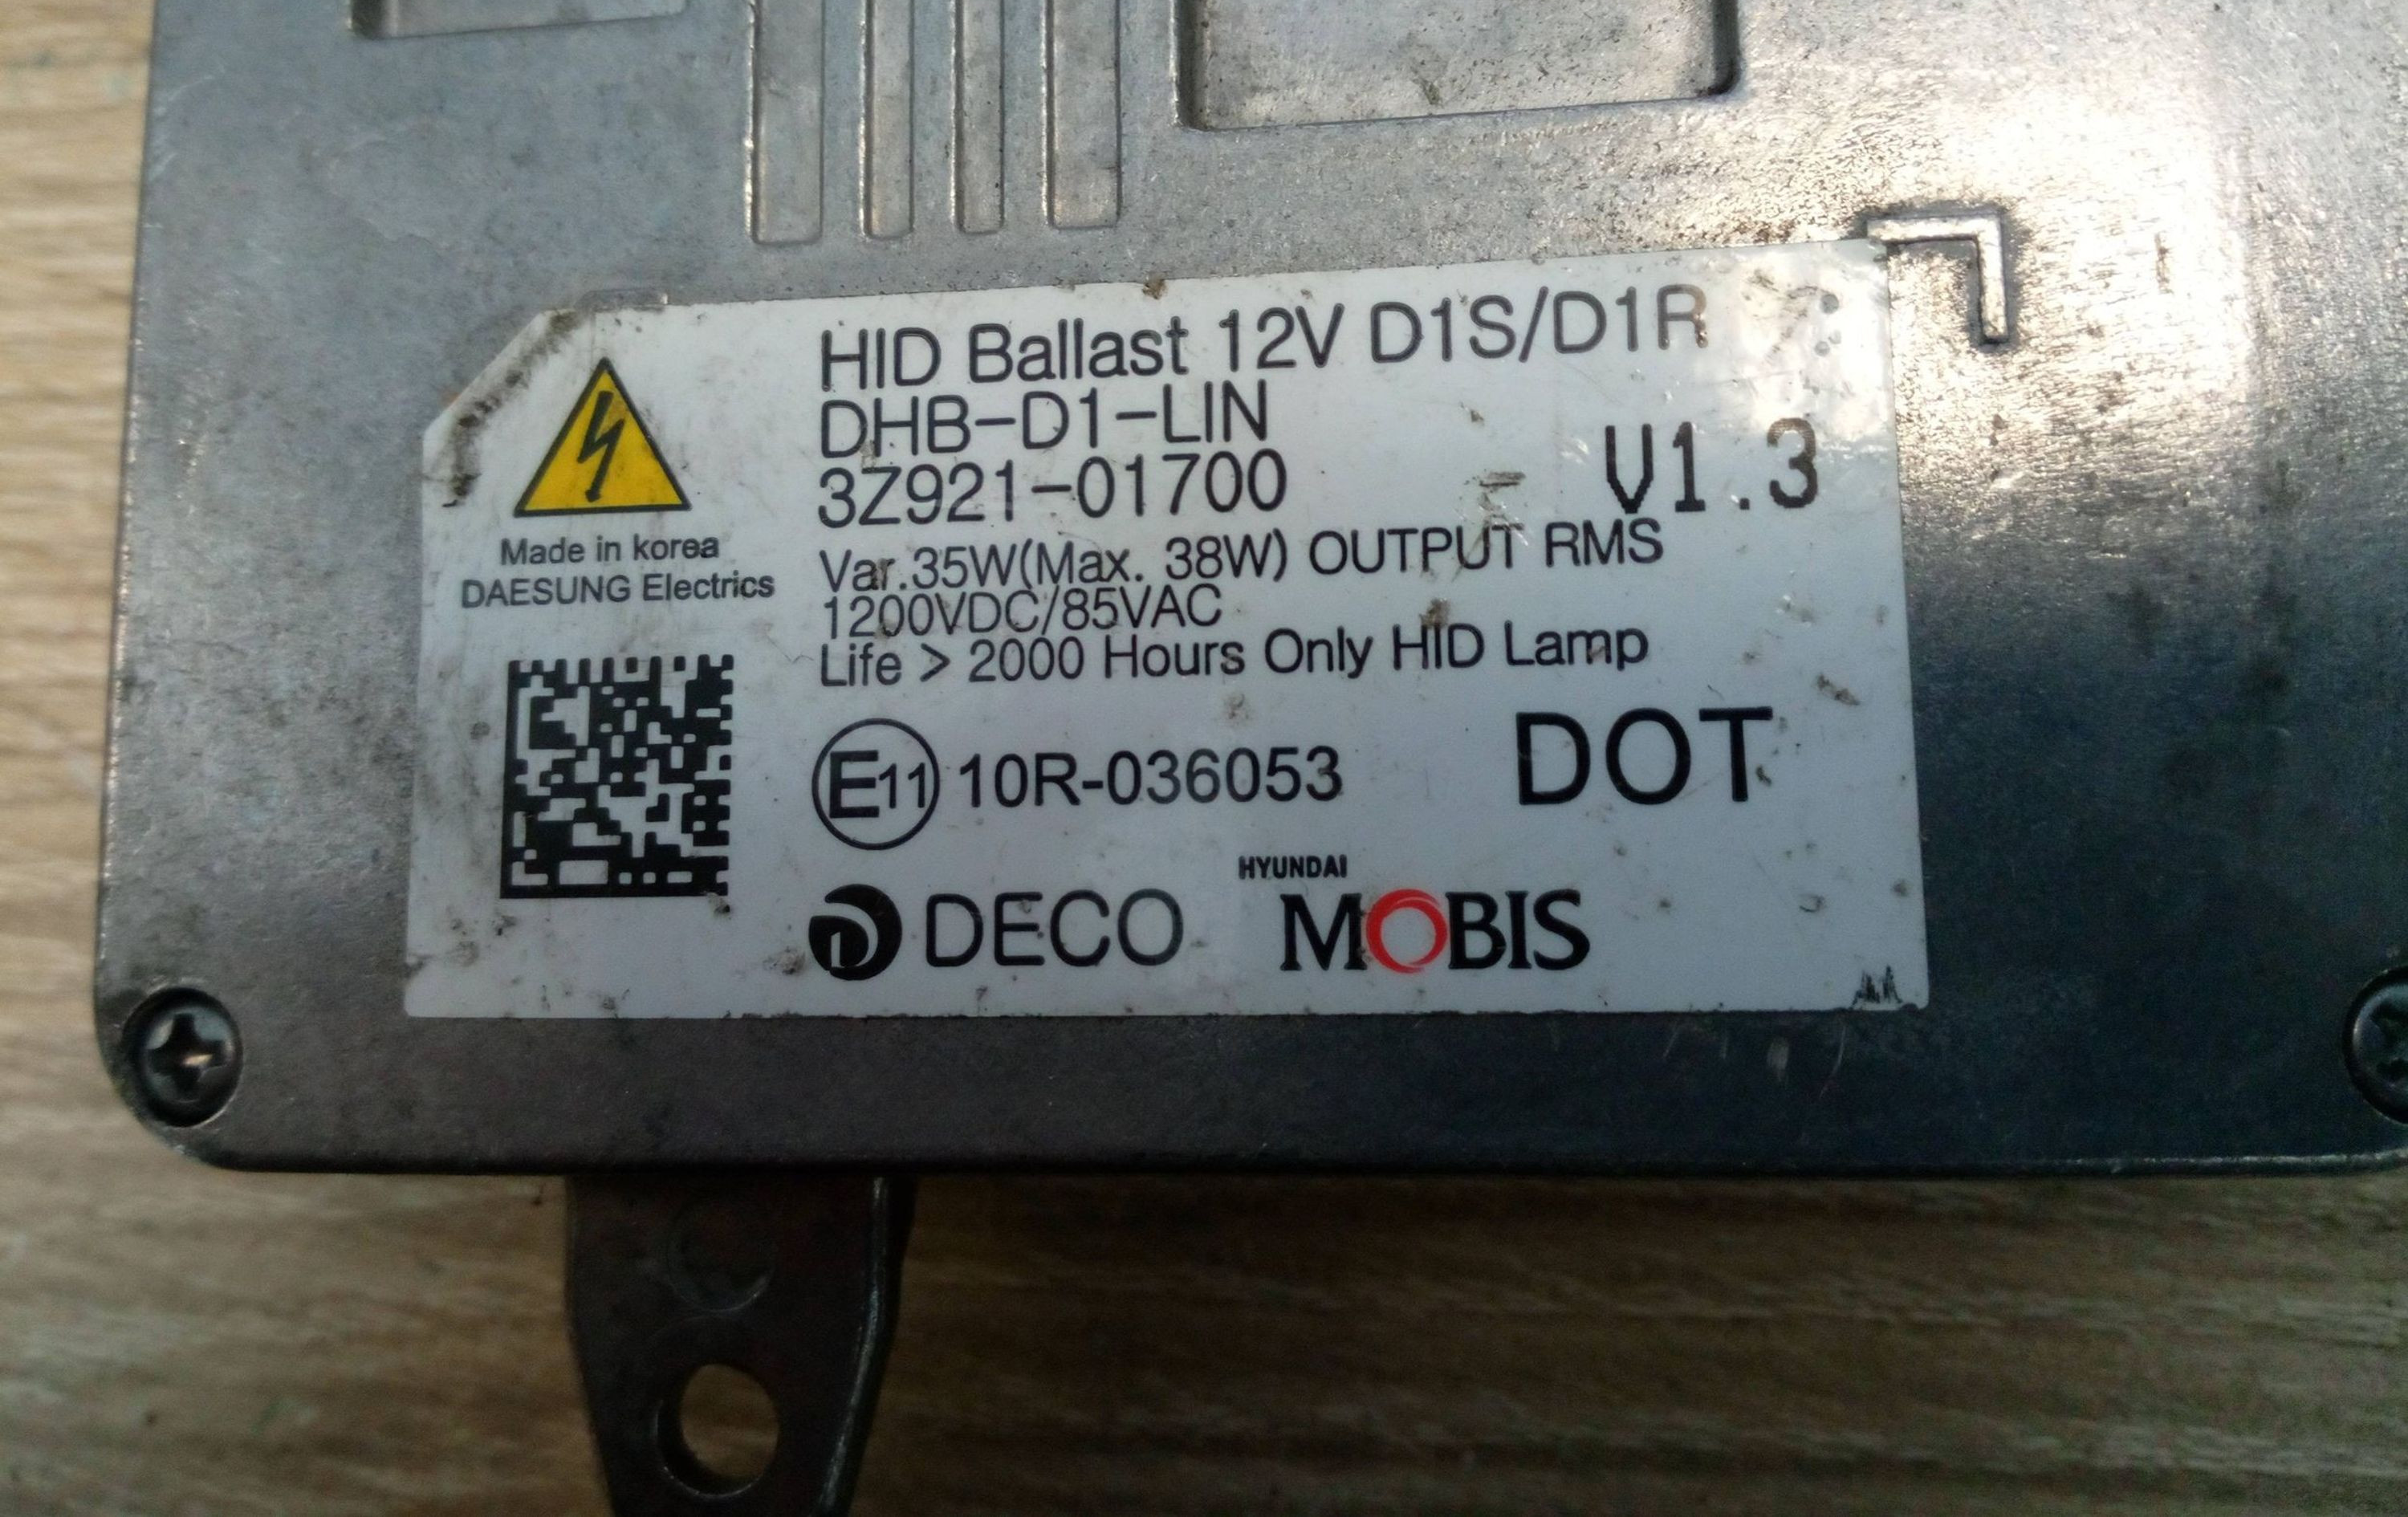 HID Ballast 12V D1S/D1R
DHB-D1-LIN
3Z921-01700
V1.3
Made in korea
DAESUNG Electrics
Var.35W(Max. 38W) OUTPUT RMS
1200VDC/85VAC
Life > 2000 Hours Only HID Lamp
E11 10R-036053
DOT
DECO
HYUNDAI
MOBIS